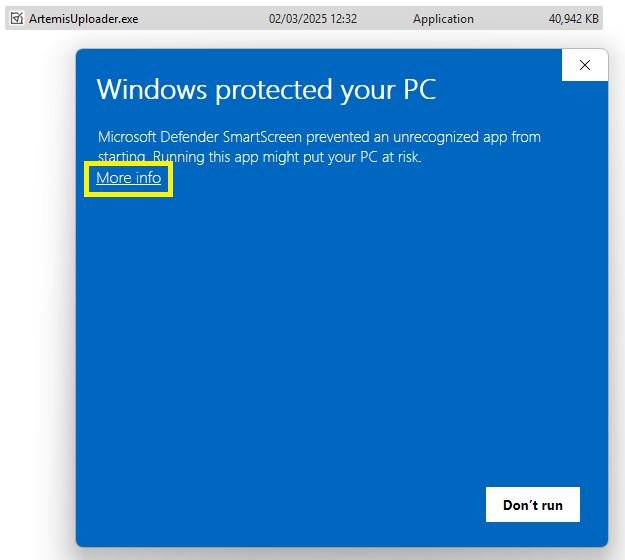 ArtemisUploader.exe 02/03/2025 12:32 Application 40,942 KB
Windows protected your PC
Microsoft Defender SmartScreen prevented an unrecognized app from
starting. Running this app might put your PC at risk.
More info
Don't run